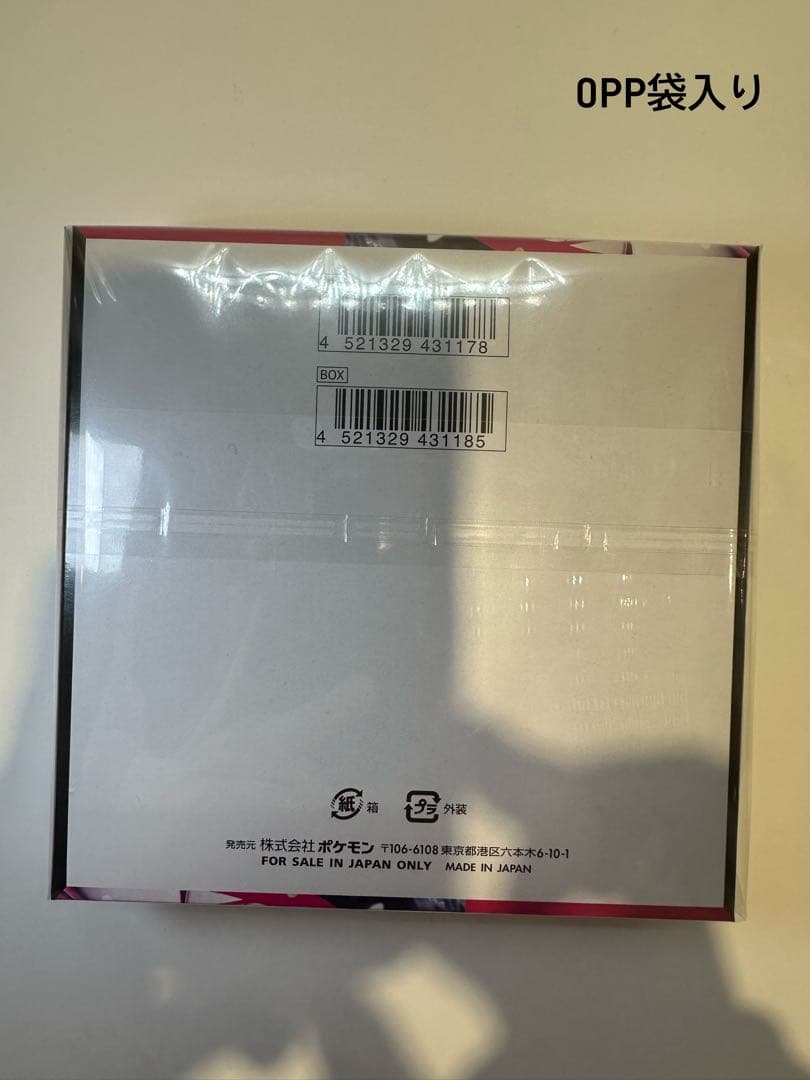 OPP袋入り
4 521329 431178
BOX
4 521329 431185
紙 箱
プラ 外装
発売元 株式会社 ポケモン 〒106-6108 東京都港区六本木6-10-1
FOR SALE IN JAPAN ONLY MADE IN JAPAN